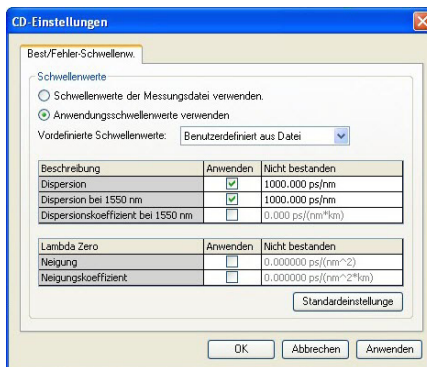 CD-Einstellungen
Best/Fehler-Schwellenw.
Schwellenwerte
Schwellenwerte der Messungsdatei verwenden.
Anwendungsschwellenwerte verwenden
Vordefinierte Schwellenwerte: Benutzerdefiniert aus Datei
Beschreibung Anwenden Nicht bestanden
Dispersion 1000.000 ps/nm
Dispersion bei 1550 nm 1000.000 ps/nm
Dispersionskoeffizient bei 1550 nm 0.000 ps/(nm*km)
Lambda Zero Anwenden Nicht bestanden
Neigung 0.000000 ps/(nm^2)
Neigungskoeffizient 0.000000 ps/(nm^2*km)
Standardeinstellunge
OK Abbrechen Anwenden